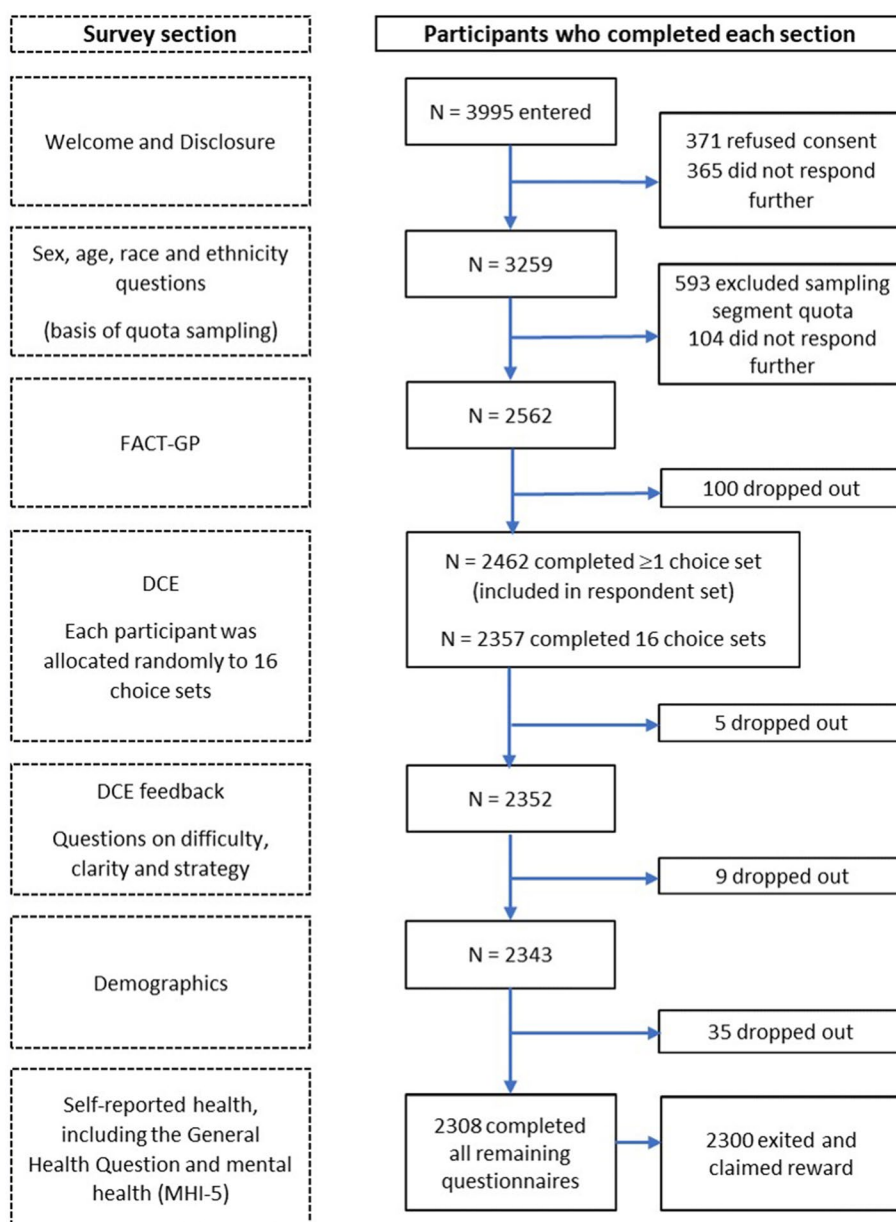 Survey section
Participants who completed each section
Welcome and Disclosure
N = 3995 entered
371 refused consent
365 did not respond
further
Sex, age, race and ethnicity
questions
(basis of quota sampling)
N = 3259
593 excluded sampling
segment quota
104 did not respond
further
FACT-GP
N = 2562
100 dropped out
DCE
Each participant was
allocated randomly to 16
choice sets
N = 2462 completed ≥1 choice set
(included in respondent set)
N = 2357 completed 16 choice sets
5 dropped out
DCE feedback
Questions on difficulty,
clarity and strategy
N = 2352
9 dropped out
Demographics
N = 2343
35 dropped out
Self-reported health,
including the General
Health Question and mental
health (MHI-5)
2308 completed
all remaining
questionnaires
2300 exited and
claimed reward